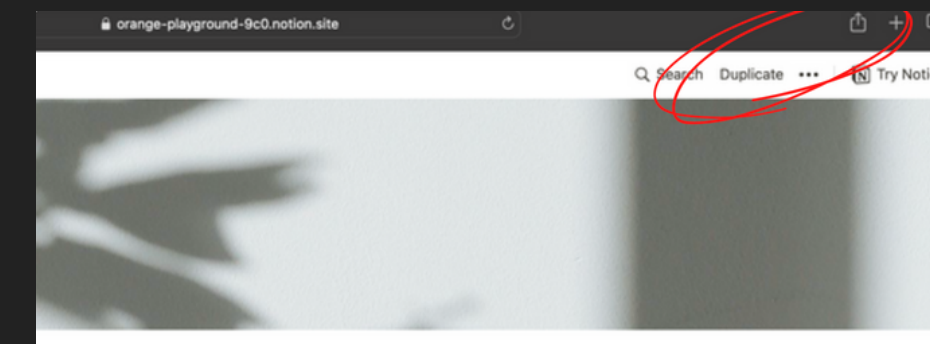 orange-playground-9c0.notion.site
Search Duplicate ••• N Try Noti